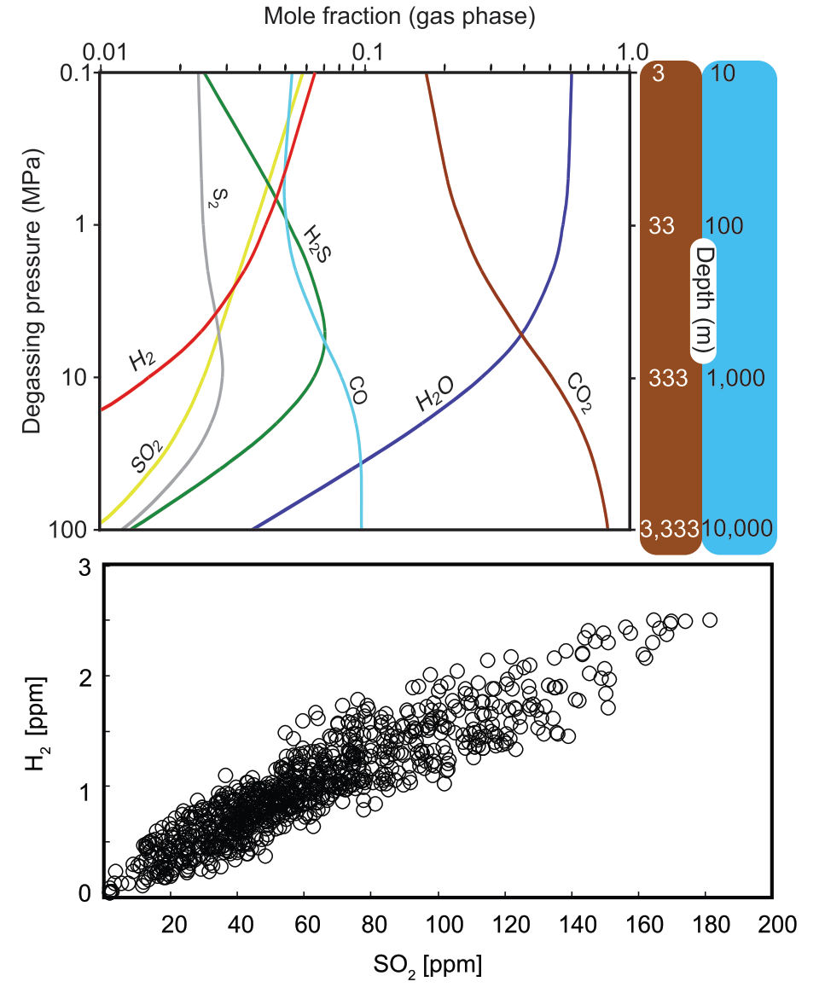 Mole fraction (gas phase)
0.01 0.1 1.0
Degassing pressure (MPa)
0.1
1
10
100
S2
H2S
H2
SO2
CO
H2O
CO2
3 10
33 100
333 1,000
3,333 10,000
Depth (m)
H2 [ppm]
3
2
1
0
20 40 60 80 100 120 140 160 180 200
SO2 [ppm]